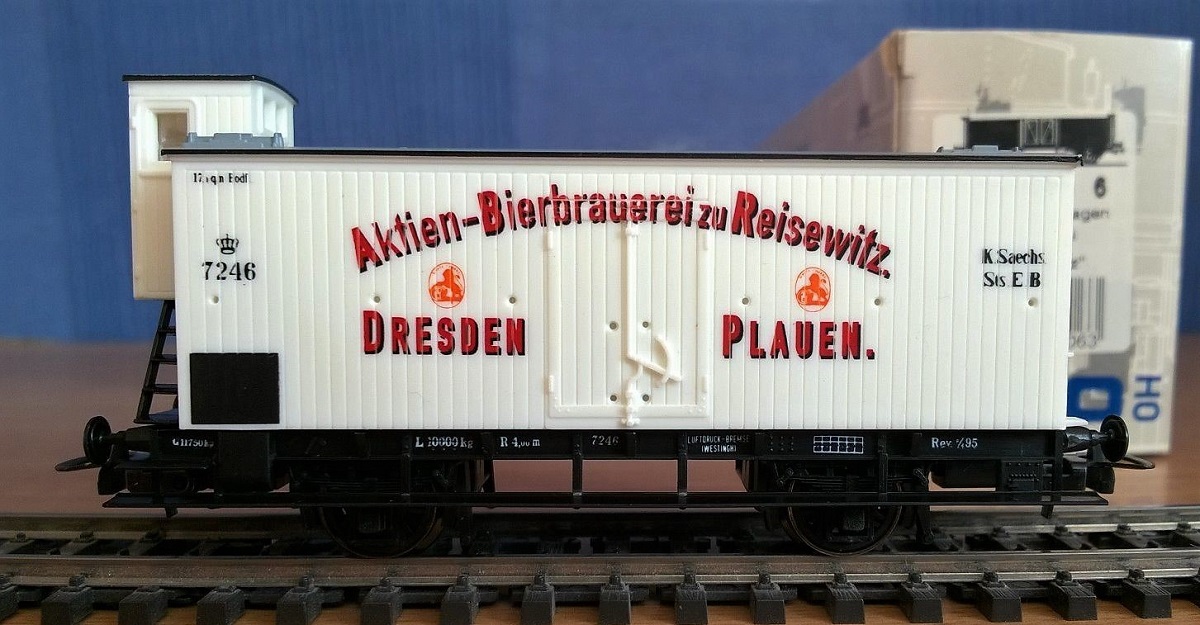 Aktien-Bierbrauerei zu Reisewitz.
7246
K. Saechs.
Sts. E B
DRESDEN
PLAUEN.
L 10000 kg
R 4,00 m
7246
LUFTDRUCK-BREMSE
(WESTINGH)
Rev.
6
HO